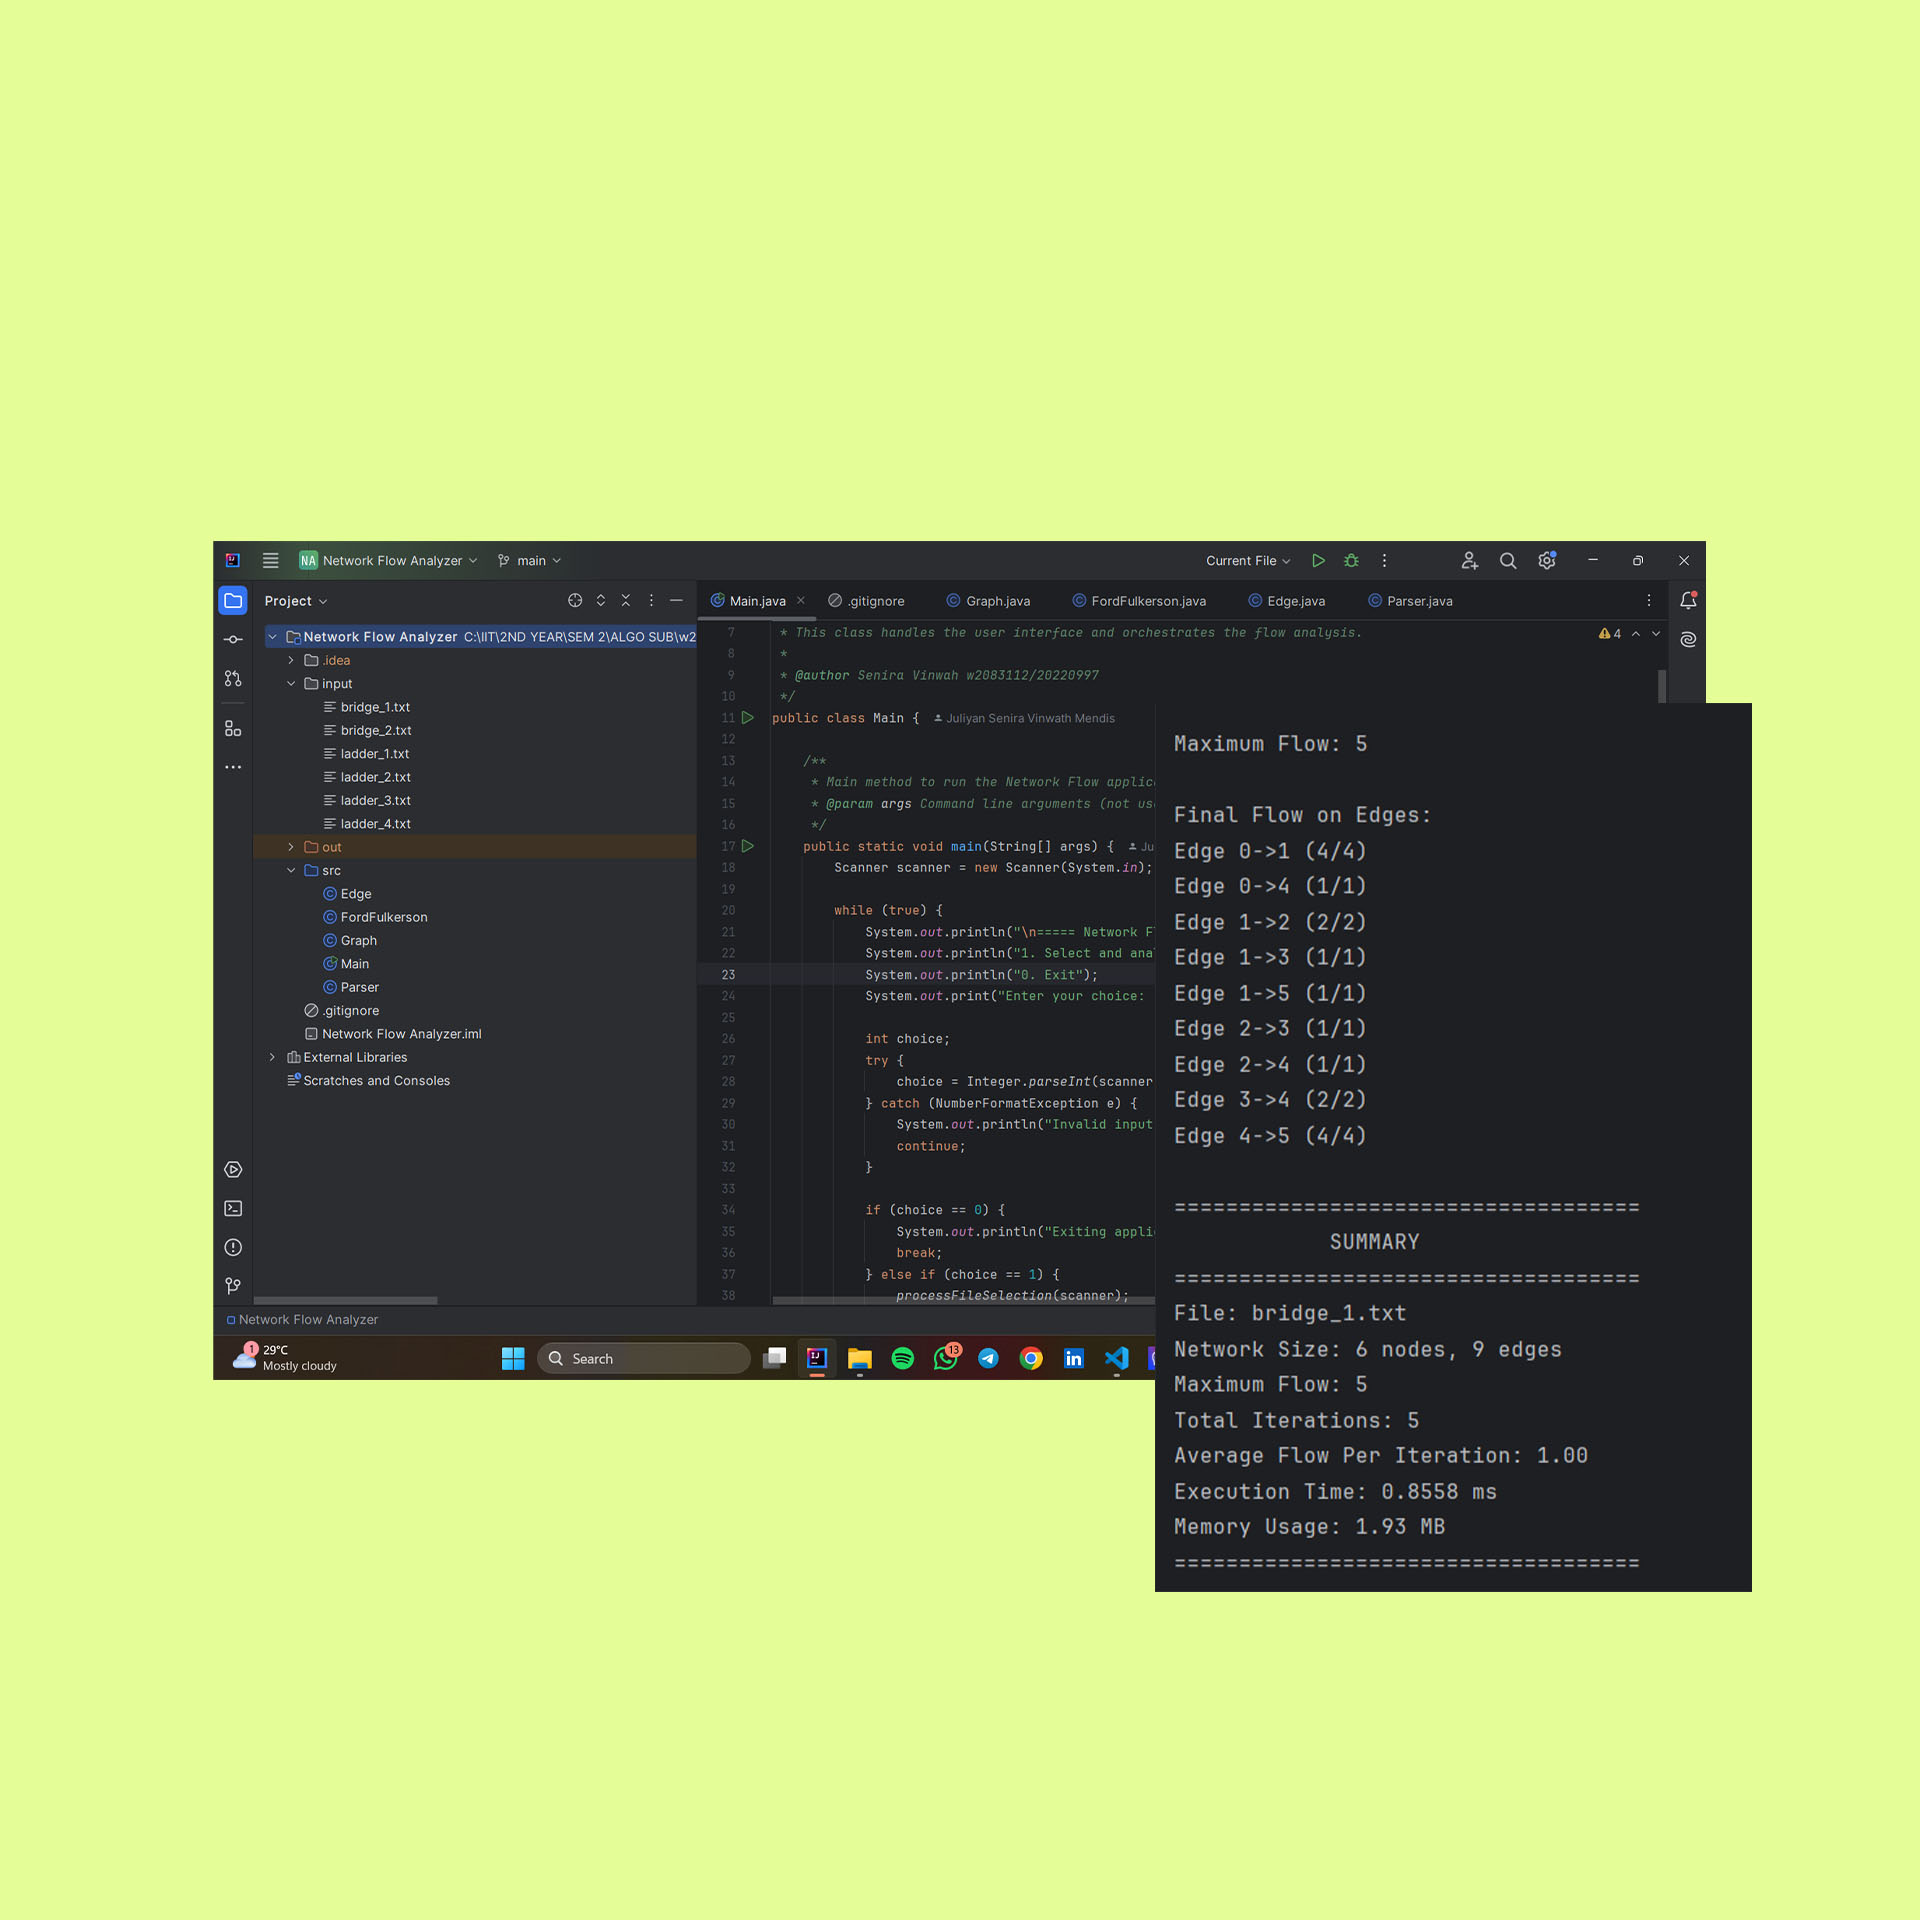 NA Network Flow Analyzer main Current File
Project
Main.java .gitignore Graph.java FordFulkerson.java Edge.java Parser.java
Network Flow Analyzer C:\IIT\2ND YEAR\SEM 2\ALGO SUB\w2
.idea
input
bridge_1.txt
bridge_2.txt
ladder_1.txt
ladder_2.txt
ladder_3.txt
ladder_4.txt
out
src
Edge
FordFulkerson
Graph
Main
Parser
.gitignore
Network Flow Analyzer.iml
External Libraries
Scratches and Consoles
4
7 * This class handles the user interface and orchestrates the flow analysis.
8 *
9 * @author Senira Vinwah w2083112/20220997
10 */
11 public class Main { Juliyan Senira Vinwath Mendis
12
13 /**
14 * Main method to run the Network Flow applic
15 * @param args Command line arguments (not us
16 */
17 public static void main(String[] args) { Ju
18 Scanner scanner = new Scanner(System.in);
19
20 while (true) {
21 System.out.println("\n===== Network F
22 System.out.println("1. Select and ana
23 System.out.println("0. Exit");
24 System.out.print("Enter your choice:
25
26 int choice;
27 try {
28 choice = Integer.parseInt(scanner
29 } catch (NumberFormatException e) {
30 System.out.println("Invalid input
31 continue;
32 }
33
34 if (choice == 0) {
35 System.out.println("Exiting appli
36 break;
37 } else if (choice == 1) {
38 processFileSelection(scanner);
Network Flow Analyzer
1
29°C
Mostly cloudy
Search
13
in
Maximum Flow: 5
Final Flow on Edges:
Edge 0->1 (4/4)
Edge 0->4 (1/1)
Edge 1->2 (2/2)
Edge 1->3 (1/1)
Edge 1->5 (1/1)
Edge 2->3 (1/1)
Edge 2->4 (1/1)
Edge 3->4 (2/2)
Edge 4->5 (4/4)
====================================
SUMMARY
====================================
File: bridge_1.txt
Network Size: 6 nodes, 9 edges
Maximum Flow: 5
Total Iterations: 5
Average Flow Per Iteration: 1.00
Execution Time: 0.8558 ms
Memory Usage: 1.93 MB
====================================